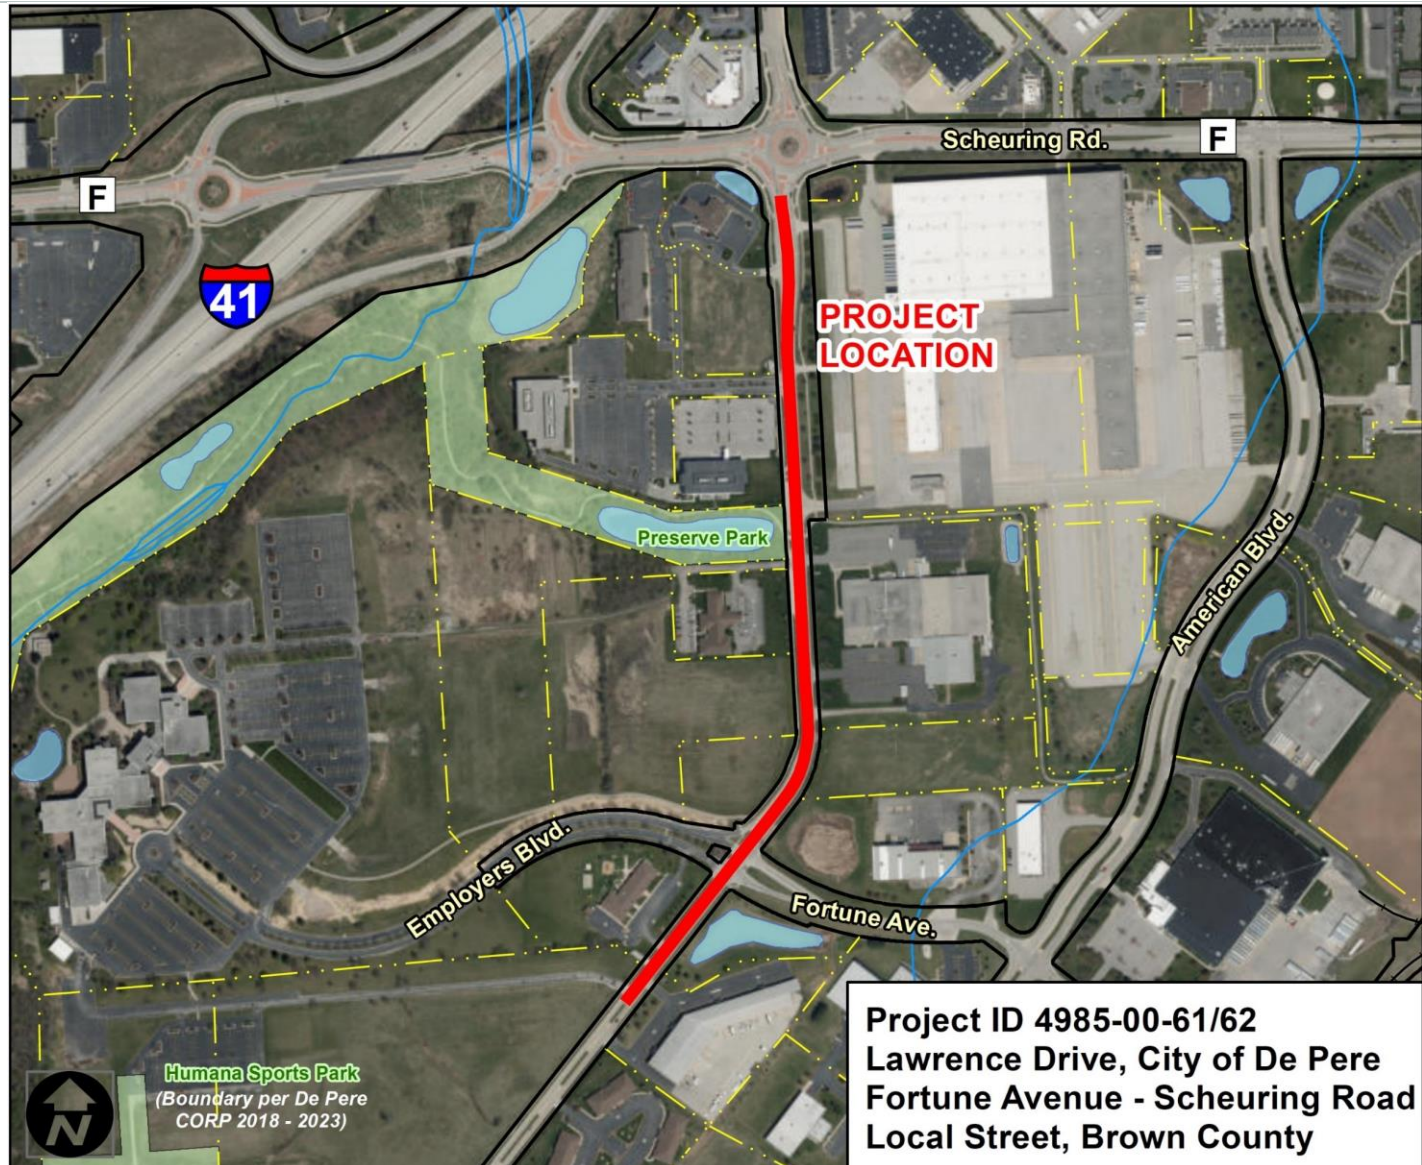 Scheuring Rd.
F
F
41
PROJECT
LOCATION
Preserve Park
American Blvd.
Employers Blvd.
Fortune Ave.
Humana Sports Park
(Boundary per De Pere
CORP 2018 - 2023)
N
Project ID 4985-00-61/62
Lawrence Drive, City of De Pere
Fortune Avenue - Scheuring Road
Local Street, Brown County